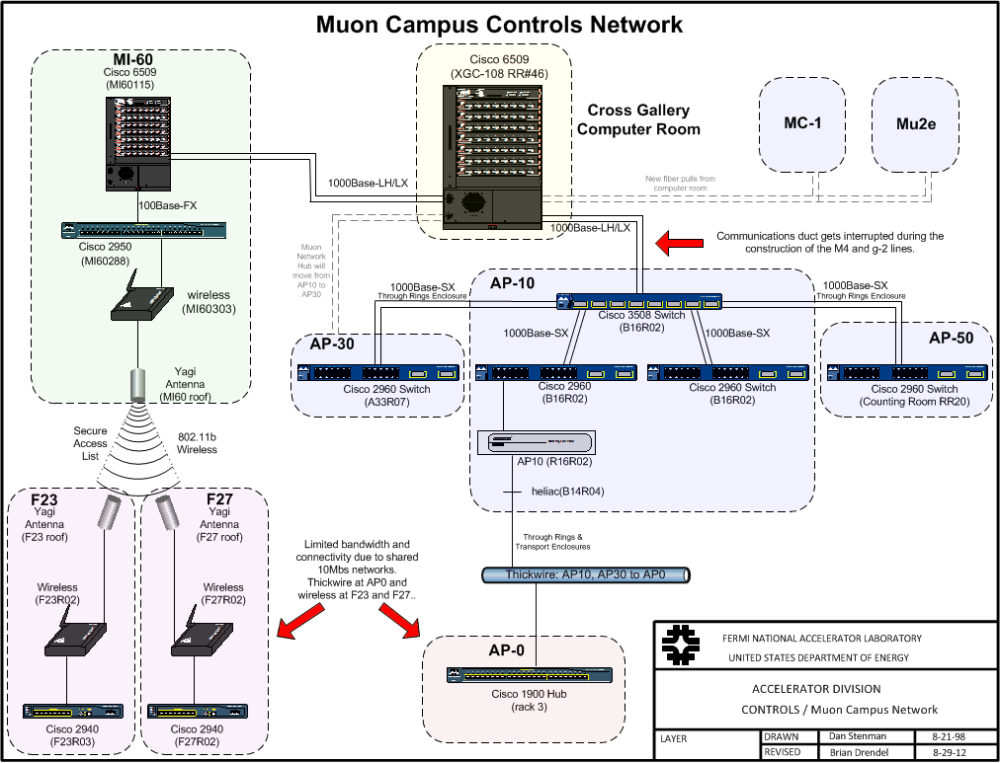 Muon Campus Controls Network
MI-60
Cisco 6509
(MI60115)
100Base-FX
Cisco 2950
(MI60288)
wireless
(MI60303)
Yagi
Antenna
(MI60 roof)
Secure
Access
List
802.11b
Wireless
1000Base-LH/LX
Cisco 6509
(XGC-108 RR#46)
Cross Gallery
Computer Room
MC-1
Mu2e
New fiber pulls from
computer room
1000Base-LH/LX
Communications duct gets interrupted during the
construction of the M4 and g-2 lines.
Muon
Network
Hub will
move from
AP10 to
AP30
AP-10
1000Base-SX
Through Rings Enclosure
1000Base-SX
Through Rings Enclosure
Cisco 3508 Switch
(B16R02)
1000Base-SX
1000Base-SX
AP-30
Cisco 2960 Switch
(A33R07)
Cisco 2960
(B16R02)
Cisco 2960 Switch
(B16R02)
AP-50
Cisco 2960 Switch
(Counting Room RR20)
AP10 (R16R02)
heliac(B14R04)
Through Rings &
Transport Enclosures
Thickwire: AP10, AP30 to AP0
F23
Yagi
Antenna
(F23 roof)
Wireless
(F23R02)
Cisco 2940
(F23R03)
F27
Yagi
Antenna
(F27 roof)
Wireless
(F27R02)
Cisco 2940
(F27R02)
Limited bandwidth and
connectivity due to shared
10Mbs networks.
Thickwire at AP0 and
wireless at F23 and F27..
AP-0
Cisco 1900 Hub
(rack 3)
FERMI NATIONAL ACCELERATOR LABORATORY
UNITED STATES DEPARTMENT OF ENERGY
ACCELERATOR DIVISION
CONTROLS / Muon Campus Network
LAYER
DRAWN Dan Stenman 8-21-98
REVISED Brian Drendel 8-29-12